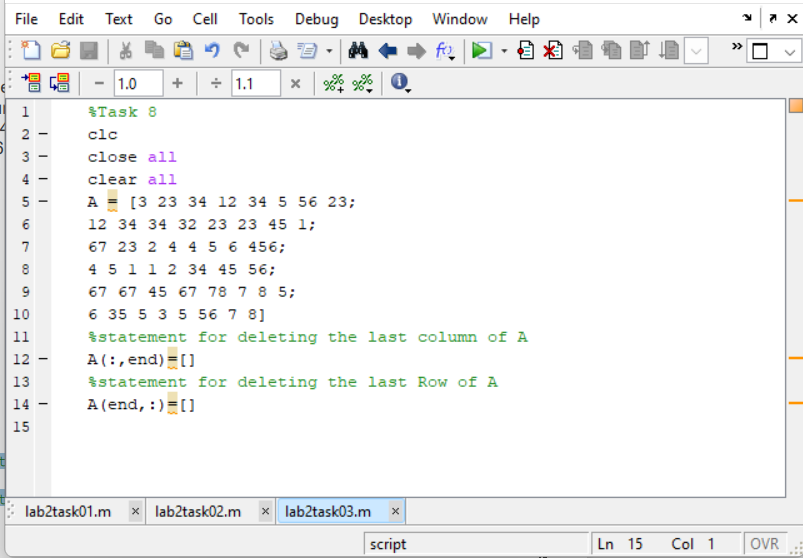 File Edit Text Go Cell Tools Debug Desktop Window Help
1.0 1.1
1 %Task 8
2 clc
3 close all
4 clear all
5 A = [3 23 34 12 34 5 56 23;
6 12 34 34 32 23 23 45 1;
7 67 23 2 4 4 5 6 456;
8 4 5 1 1 2 34 45 56;
9 67 67 45 67 78 7 8 5;
10 6 35 5 3 5 56 7 8]
11 %statement for deleting the last column of A
12 A(:,end)=[]
13 %statement for deleting the last Row of A
14 A(end,:)=[]
15
lab2task01.m lab2task02.m lab2task03.m
script Ln 15 Col 1 OVR